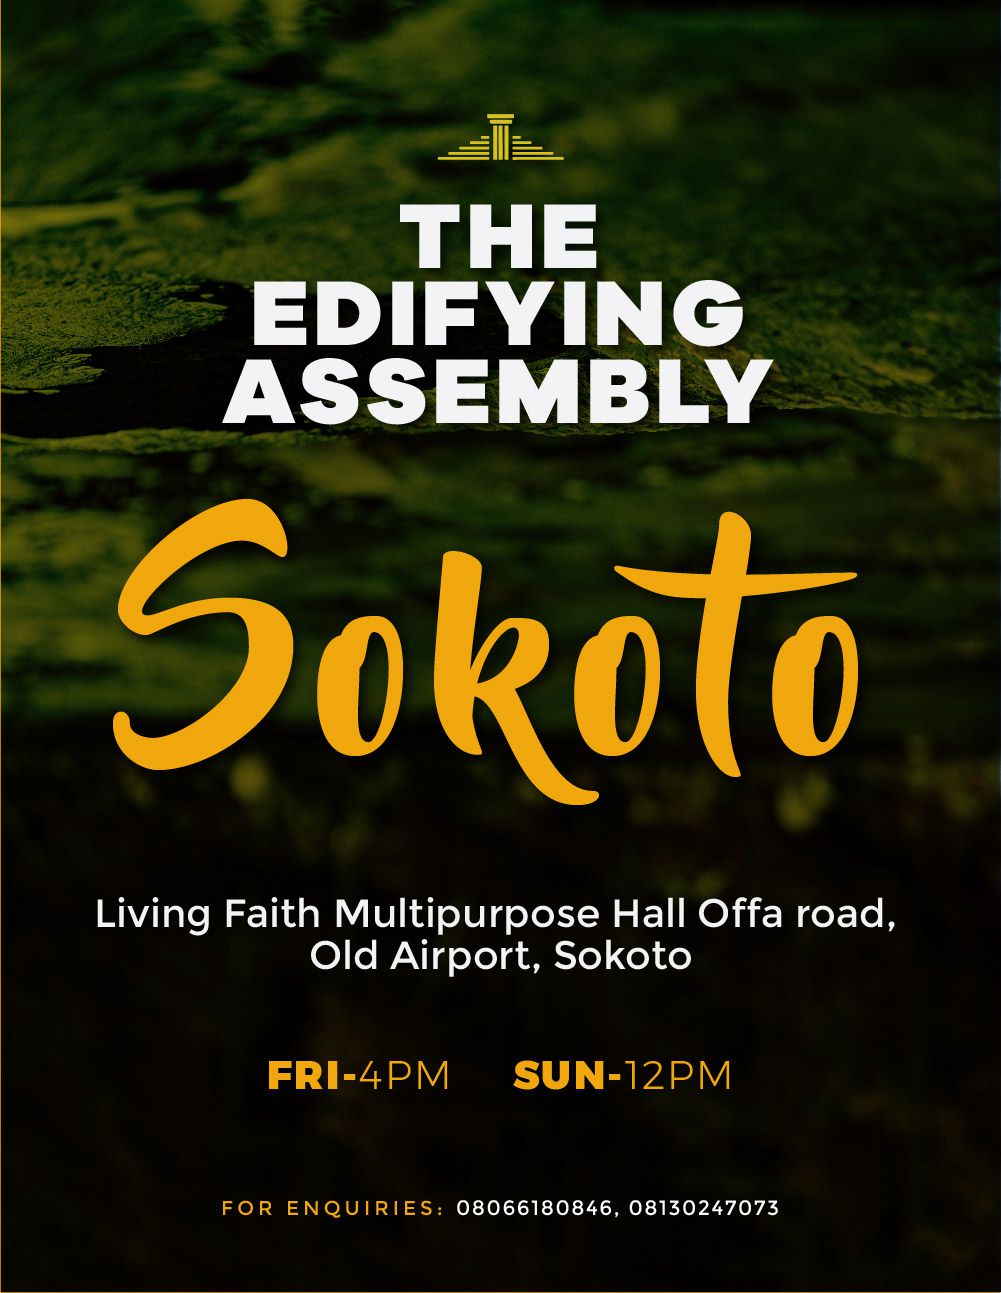 THE
EDIFYING
ASSEMBLY
Sokoto
Living Faith Multipurpose Hall Offa road,
Old Airport, Sokoto
FRI-4PM SUN-12PM
FOR ENQUIRIES: 08066180846, 08130247073